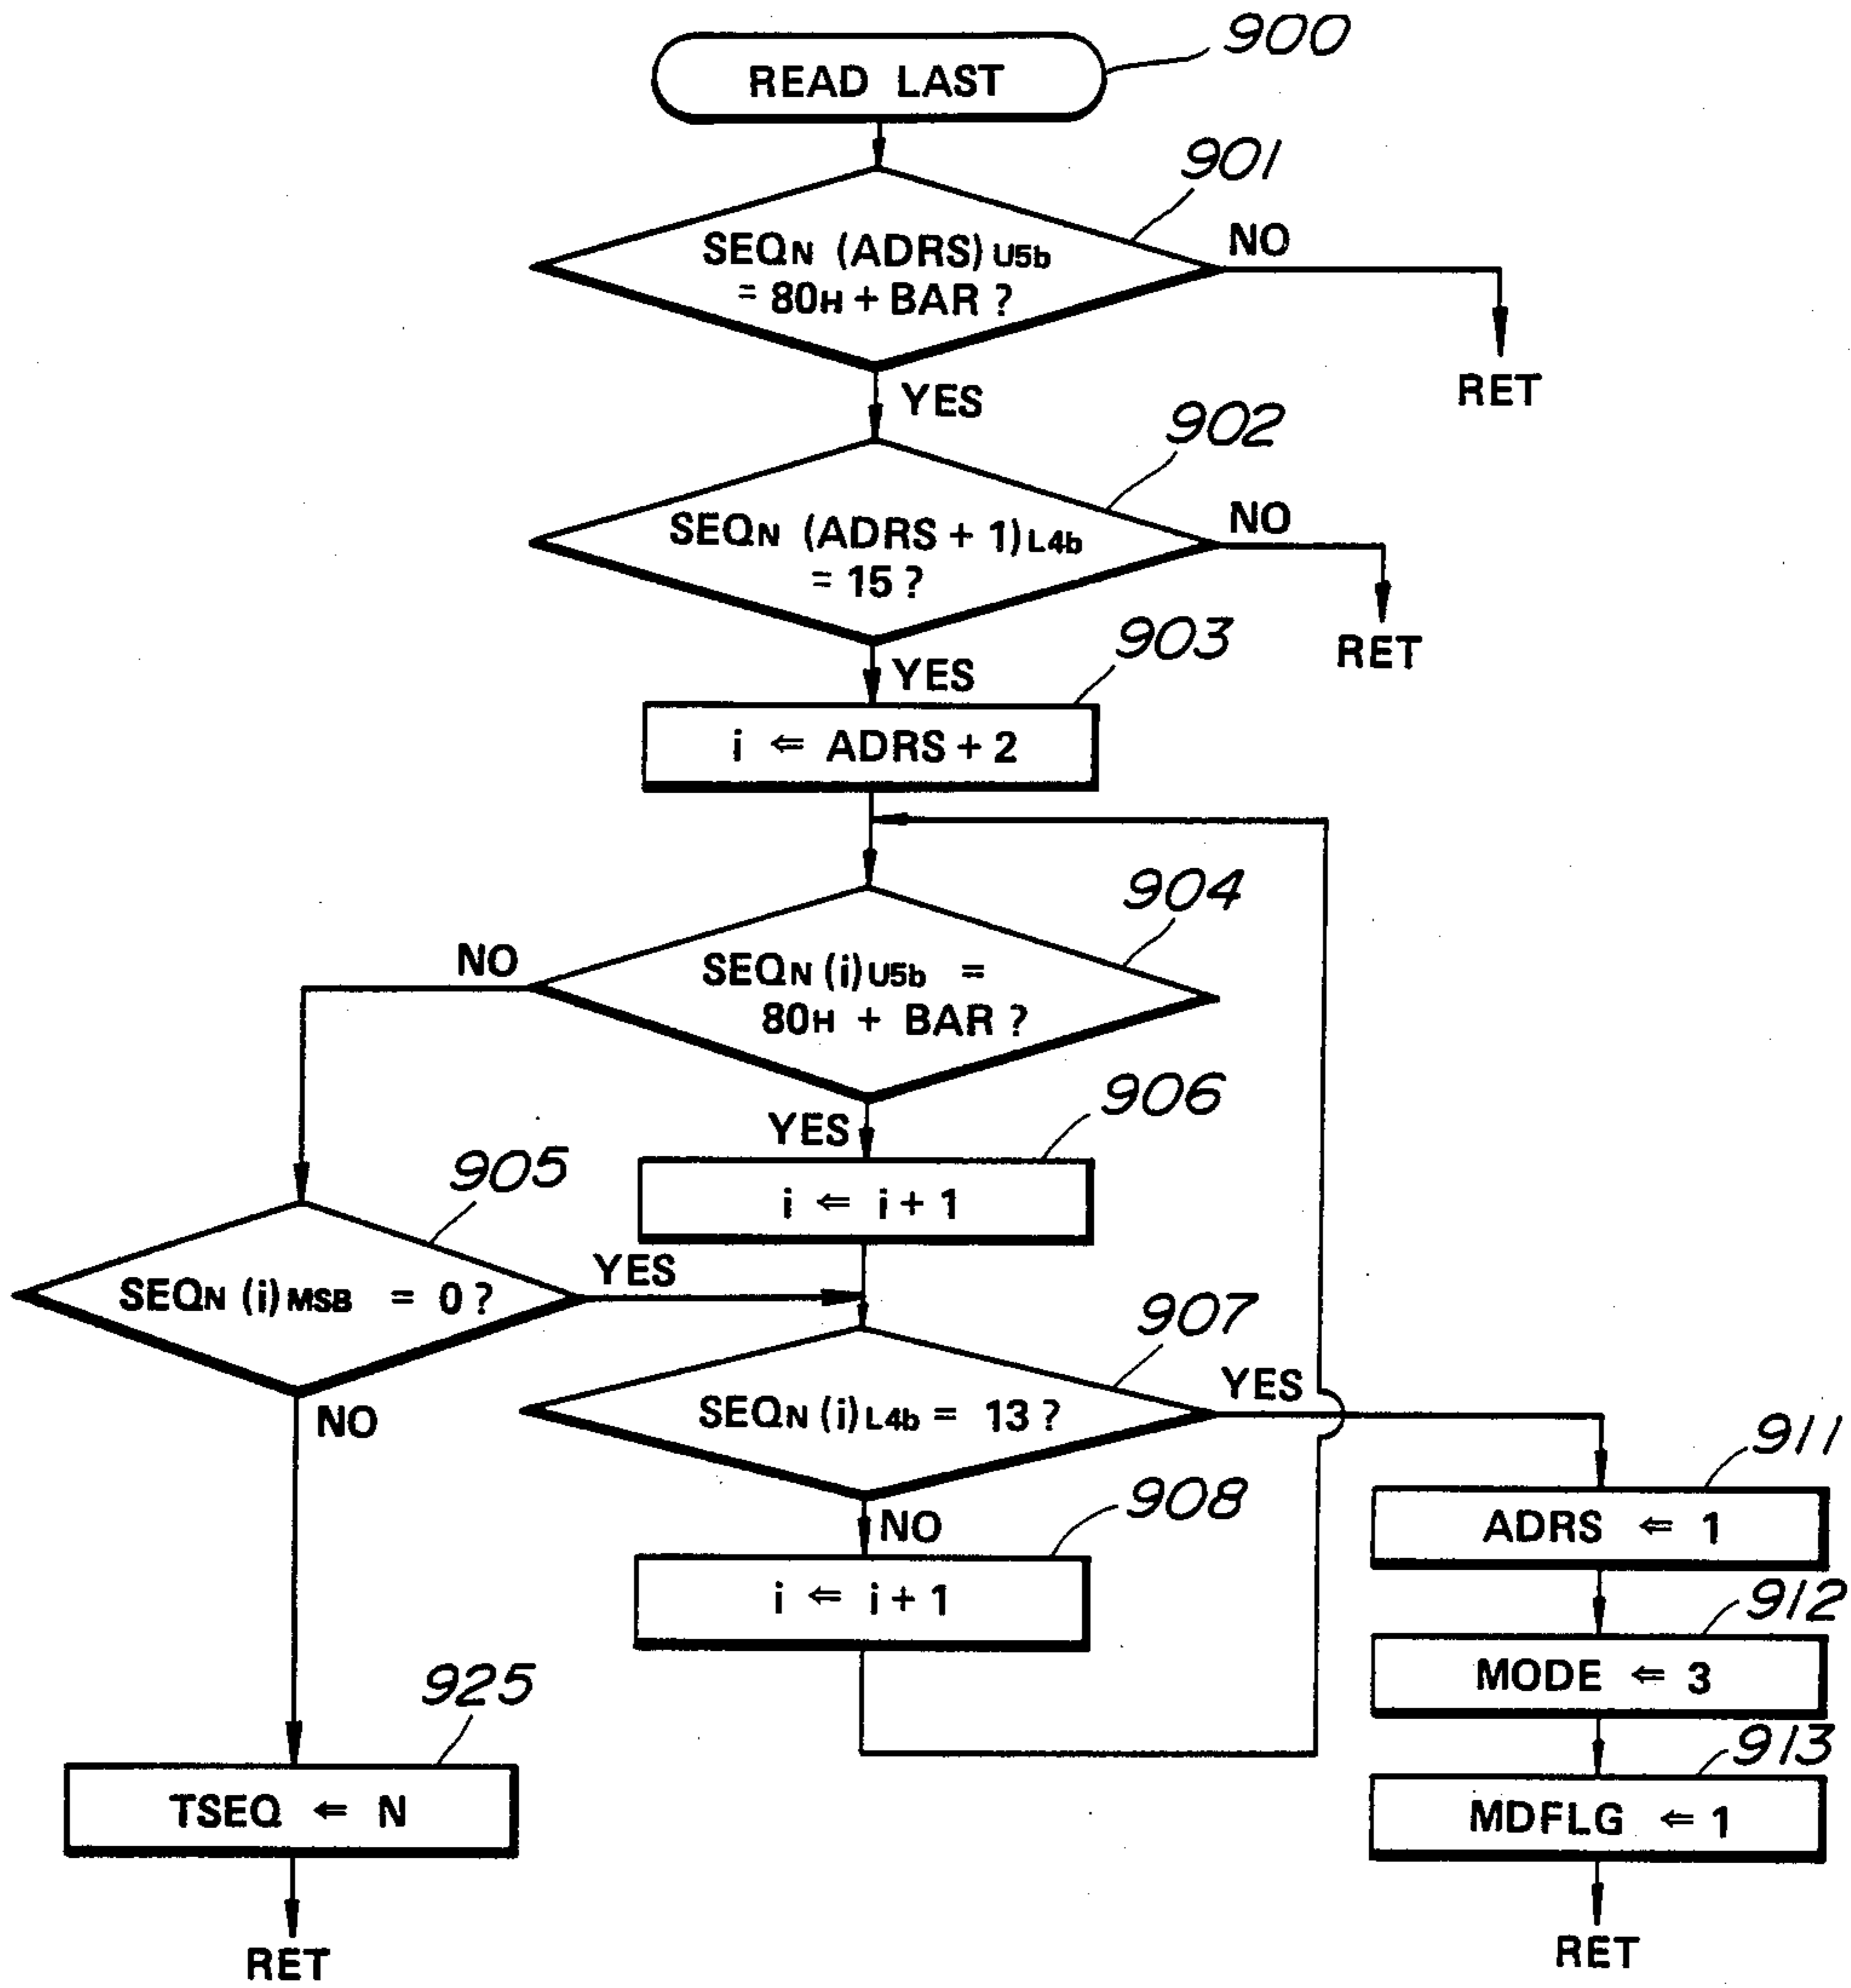 900
READ LAST
901
SEQN (ADRS) U5b
= 80H + BAR ?
NO
RET
YES
902
SEQN (ADRS + 1) L4b
= 15 ?
NO
RET
YES
903
i ⇐ ADRS + 2
904
SEQN (i) U5b =
80H + BAR ?
NO
YES
906
i ⇐ i + 1
905
SEQN (i) MSB = 0 ?
YES
NO
907
SEQN (i) L4b = 13 ?
YES
NO
908
i ⇐ i + 1
911
ADRS ⇐ 1
912
MODE ⇐ 3
913
MDFLG ⇐ 1
RET
925
TSEQ ⇐ N
RET